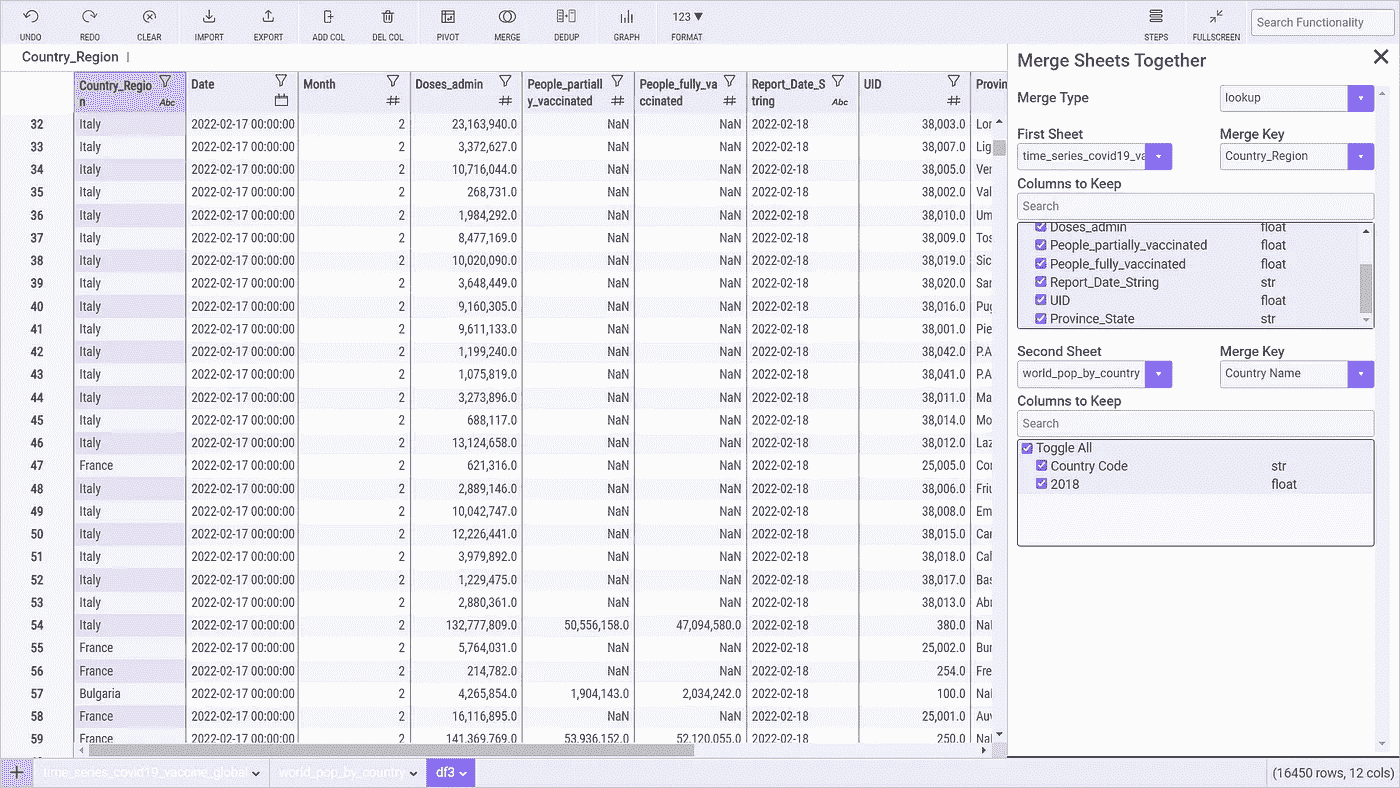 UNDO REDO CLEAR IMPORT EXPORT ADD COL DEL COL PIVOT MERGE DEDUP GRAPH 123 ▼ FORMAT STEPS FULLSCREEN Search Functionality
Country_Region |
Country_Regio n Abc Date Month ## Doses_admin ## People_partiall y_vaccinated ## People_fully_va ccinated ## Report_Date_S tring Abc UID ## Provin
32 Italy 2022-02-17 00:00:00 2 23,163,940.0 NaN NaN 2022-02-18 38,003.0 Lor
33 Italy 2022-02-17 00:00:00 2 3,372,627.0 NaN NaN 2022-02-18 38,007.0 Lig
34 Italy 2022-02-17 00:00:00 2 10,716,044.0 NaN NaN 2022-02-18 38,005.0 Ver
35 Italy 2022-02-17 00:00:00 2 268,731.0 NaN NaN 2022-02-18 38,002.0 Val
36 Italy 2022-02-17 00:00:00 2 1,984,292.0 NaN NaN 2022-02-18 38,010.0 Um
37 Italy 2022-02-17 00:00:00 2 8,477,169.0 NaN NaN 2022-02-18 38,009.0 Tos
38 Italy 2022-02-17 00:00:00 2 10,020,090.0 NaN NaN 2022-02-18 38,019.0 Sic
39 Italy 2022-02-17 00:00:00 2 3,648,449.0 NaN NaN 2022-02-18 38,020.0 Sar
40 Italy 2022-02-17 00:00:00 2 9,160,305.0 NaN NaN 2022-02-18 38,016.0 Pug
41 Italy 2022-02-17 00:00:00 2 9,611,133.0 NaN NaN 2022-02-18 38,001.0 Pie
42 Italy 2022-02-17 00:00:00 2 1,199,240.0 NaN NaN 2022-02-18 38,042.0 P.A
43 Italy 2022-02-17 00:00:00 2 1,075,819.0 NaN NaN 2022-02-18 38,041.0 P.A
44 Italy 2022-02-17 00:00:00 2 3,273,896.0 NaN NaN 2022-02-18 38,011.0 Ma
45 Italy 2022-02-17 00:00:00 2 688,117.0 NaN NaN 2022-02-18 38,014.0 Mo
46 Italy 2022-02-17 00:00:00 2 13,124,658.0 NaN NaN 2022-02-18 38,012.0 Laz
47 France 2022-02-17 00:00:00 2 621,316.0 NaN NaN 2022-02-18 25,005.0 Cor
48 Italy 2022-02-17 00:00:00 2 2,889,146.0 NaN NaN 2022-02-18 38,006.0 Friu
49 Italy 2022-02-17 00:00:00 2 10,042,747.0 NaN NaN 2022-02-18 38,008.0 Em
50 Italy 2022-02-17 00:00:00 2 12,226,441.0 NaN NaN 2022-02-18 38,015.0 Car
51 Italy 2022-02-17 00:00:00 2 3,979,892.0 NaN NaN 2022-02-18 38,018.0 Cal
52 Italy 2022-02-17 00:00:00 2 1,229,475.0 NaN NaN 2022-02-18 38,017.0 Bas
53 Italy 2022-02-17 00:00:00 2 2,880,361.0 NaN NaN 2022-02-18 38,013.0 Abr
54 Italy 2022-02-17 00:00:00 2 132,777,809.0 50,556,158.0 47,094,580.0 2022-02-18 380.0 Nal
55 France 2022-02-17 00:00:00 2 5,764,031.0 NaN NaN 2022-02-18 25,002.0 Bur
56 France 2022-02-17 00:00:00 2 214,782.0 NaN NaN 2022-02-18 254.0 Fre
57 Bulgaria 2022-02-17 00:00:00 2 4,265,854.0 1,904,143.0 2,034,242.0 2022-02-18 100.0 Nal
58 France 2022-02-17 00:00:00 2 16,116,895.0 NaN NaN 2022-02-18 25,001.0 Auv
59 France 2022-02-17 00:00:00 2 141,369,769.0 53,936,152.0 52,120,055.0 2022-02-18 250.0 Nal
Merge Sheets Together
Merge Type lookup
First Sheet Merge Key
time_series_covid19_va Country_Region
Columns to Keep
Search
Doses_admin float
People_partially_vaccinated float
People_fully_vaccinated float
Report_Date_String str
UID float
Province_State str
Second Sheet Merge Key
world_pop_by_country Country Name
Columns to Keep
Search
Toggle All
Country Code str
2018 float
+ time_series_covid19_vaccine_global world_pop_by_country df3 (16450 rows, 12 cols)